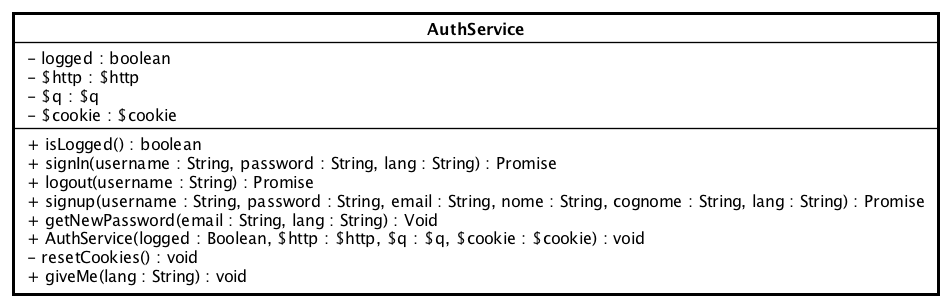 AuthService
– logged : boolean
– $http : $http
– $q : $q
– $cookie : $cookie
+ isLogged() : boolean
+ signIn(username : String, password : String, lang : String) : Promise
+ logout(username : String) : Promise
+ signup(username : String, password : String, email : String, nome : String, cognome : String, lang : String) : Promise
+ getNewPassword(email : String, lang : String) : Void
+ AuthService(logged : Boolean, $http : $http, $q : $q, $cookie : $cookie) : void
– resetCookies() : void
+ giveMe(lang : String) : void